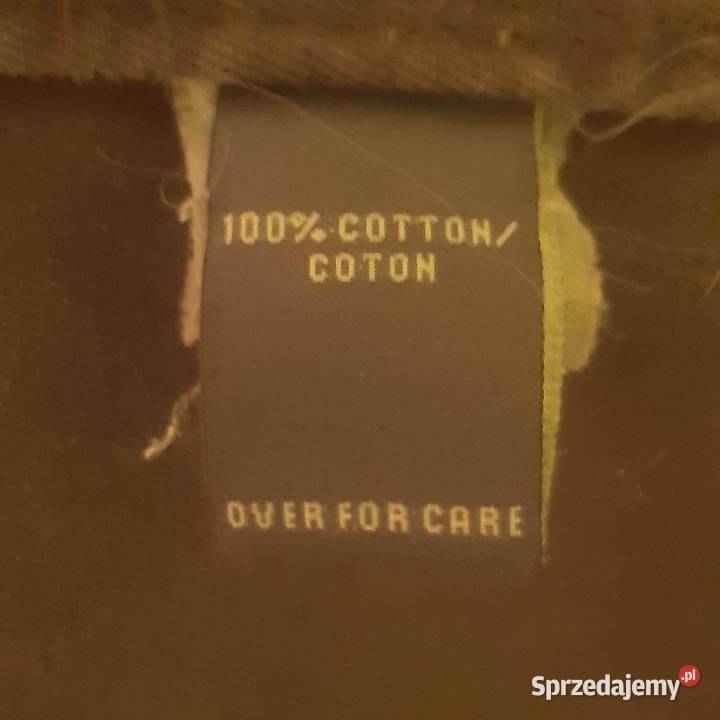 100% COTTON/
COTON
OVER FOR CARE
Sprzedajemy.pl